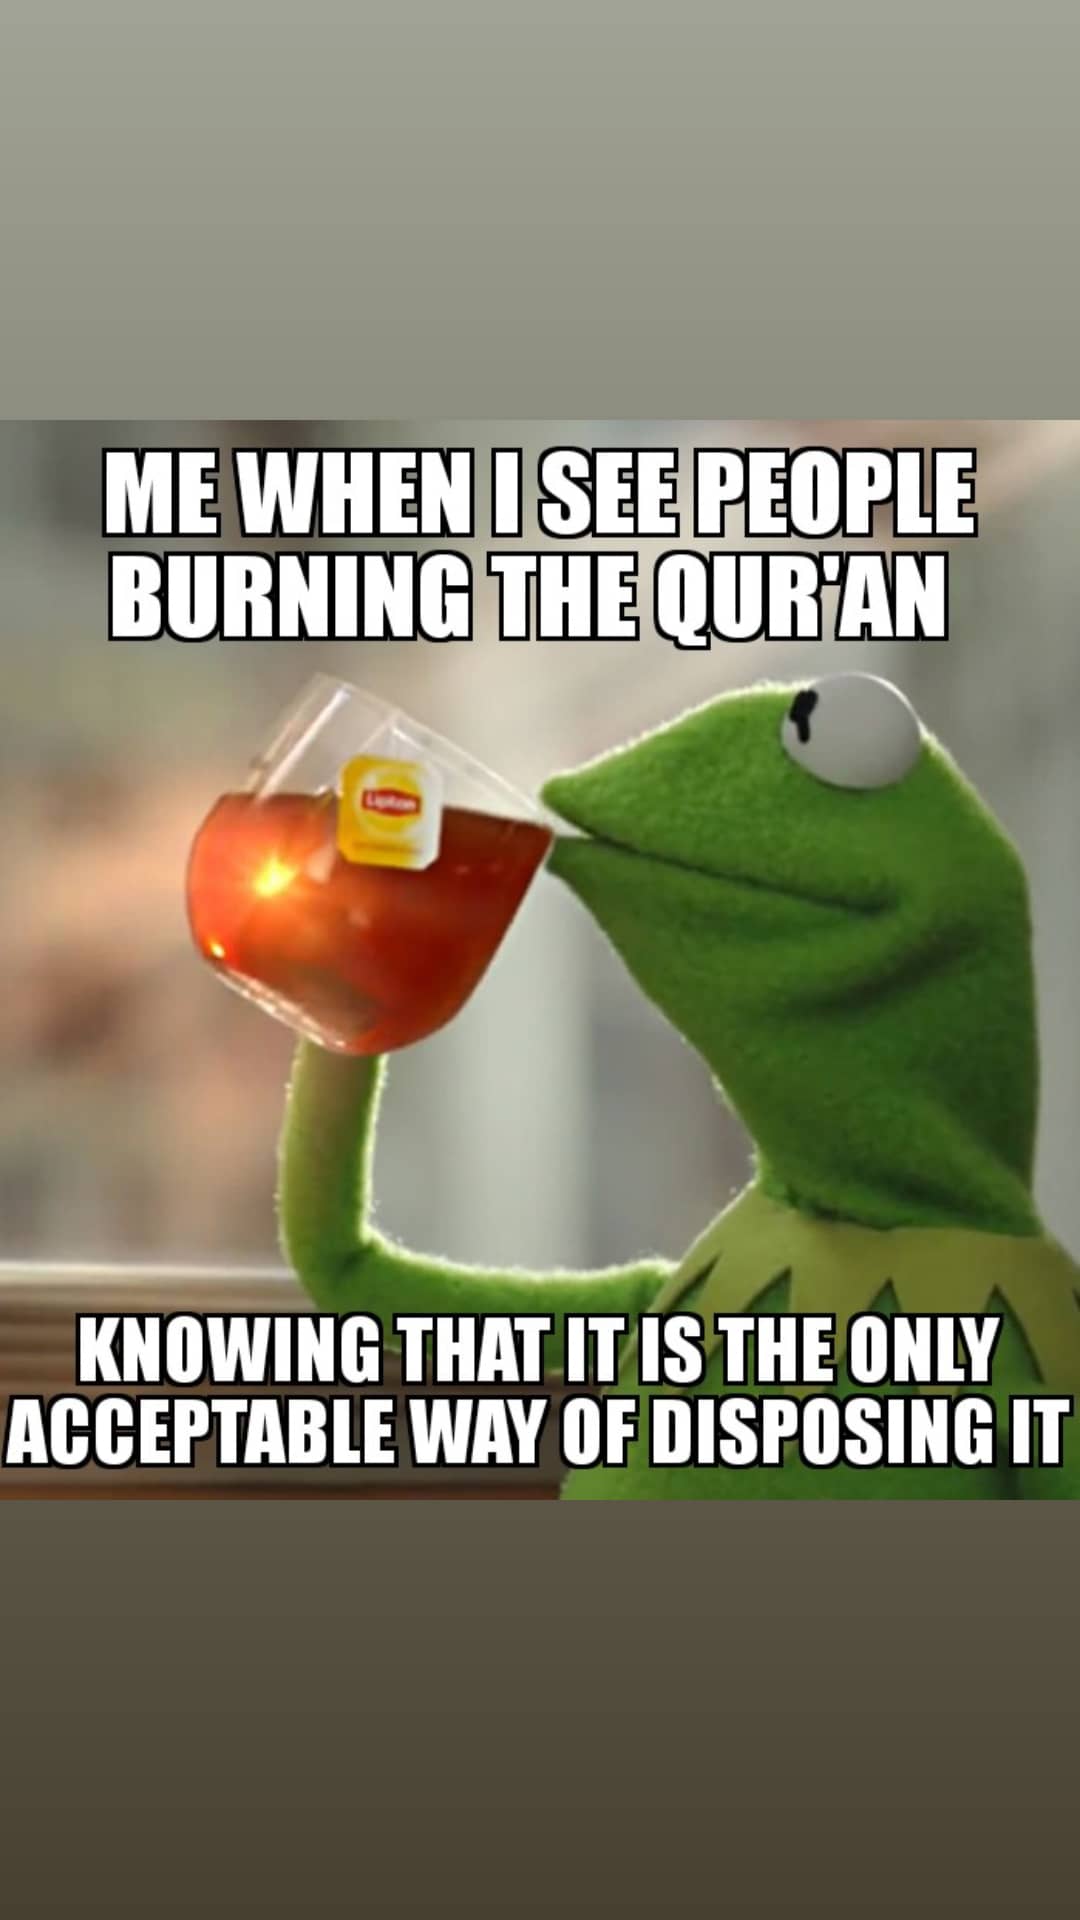 ME WHEN I SEE PEOPLE
BURNING THE QUR'AN
Lipton
KNOWING THAT IT IS THE ONLY
ACCEPTABLE WAY OF DISPOSING IT